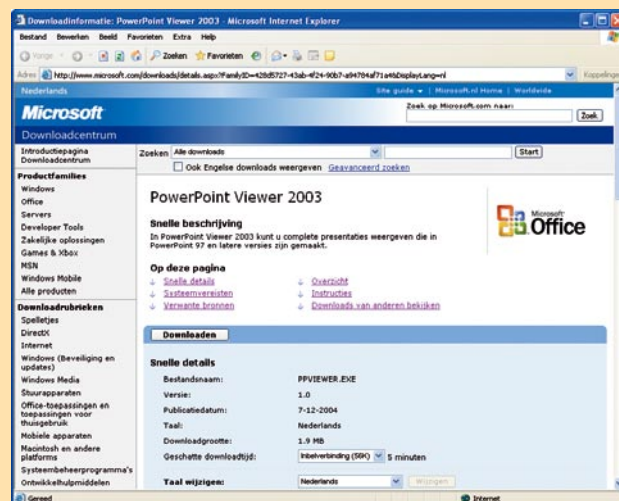 Downloadinformatie: PowerPoint Viewer 2003 - Microsoft Internet Explorer
Bestand Bewerken Beeld Favorieten Extra Help
Vorige Zoeken Favorieten
Adres http://www.microsoft.com/downloads/details.aspx?FamilyID=428d5727-43ab-4f24-90b7-a94784af71a4&DisplayLang=nl Koppelingen
Nederlands Site guide Microsoft.nl Home | Worldwide
Microsoft
Zoek op Microsoft.com naar:
Zoek
Downloadcentrum
Introductiepagina
Downloadcentrum
Zoeken Alle downloads Start
Ook Engelse downloads weergeven Geavanceerd zoeken
Productfamilies
Windows
Office
Servers
Developer Tools
Zakelijke oplossingen
Games & Xbox
MSN
Windows Mobile
Alle producten
Downloadrubrieken
Spelletjes
DirectX
Internet
Windows (Beveiliging en
updates)
Windows Media
Stuurapparaten
Office-toepassingen en
toepassingen voor
thuisgebruik
Mobiele apparaten
Macintosh en andere
platforms
Systeembeheerprogramma's
Ontwikkelhulpmiddelen
PowerPoint Viewer 2003
Microsoft
Office
Snelle beschrijving
In PowerPoint Viewer 2003 kunt u complete presentaties weergeven die in
PowerPoint 97 en latere versies zijn gemaakt.
Op deze pagina
Snelle details Overzicht
Systeemvereisten Instructies
Verwante bronnen Downloads van anderen bekijken
Downloaden
Snelle details
Bestandsnaam: PPVIEWER.EXE
Versie: 1.0
Publicatiedatum: 7-12-2004
Taal: Nederlands
Downloadgrootte: 1.9 MB
Geschatte downloadtijd: Inbelverbinding (56K) 5 minuten
Taal wijzigen: Nederlands Wijzigen
Gereed Internet